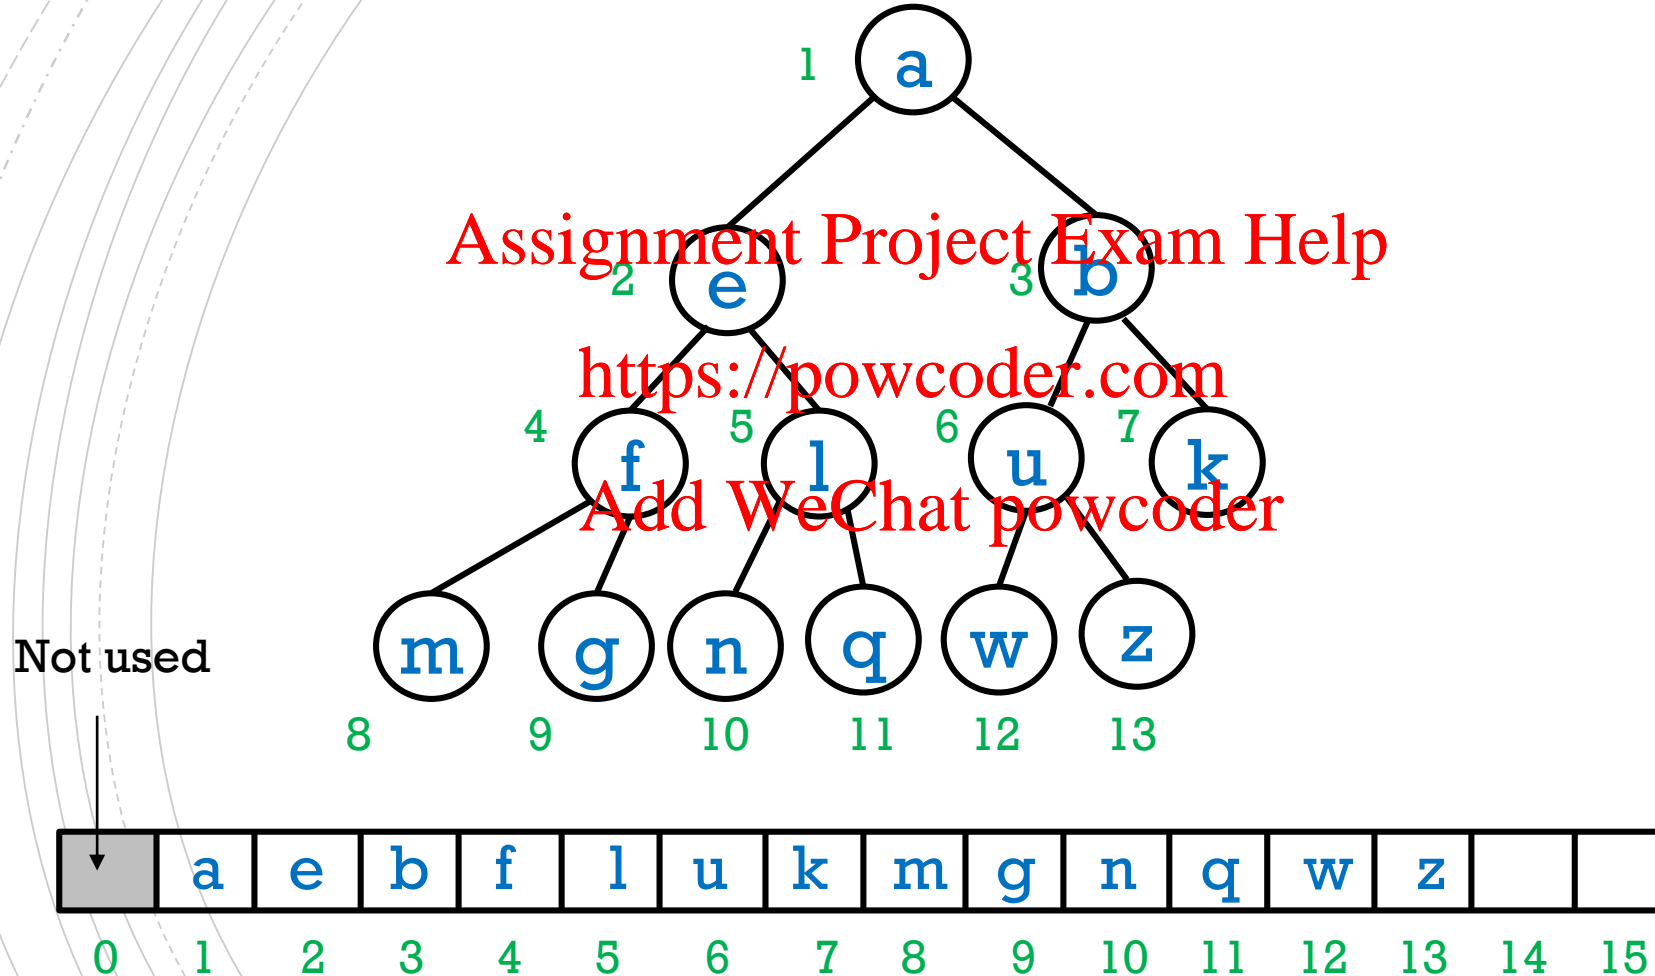 1 a
Assignment Project Exam Help
2 e 3 b
https://powcoder.com
4 f 5 l 6 u 7 k
Add WeChat powcoder
m g n q w z
Not used
8 9 10 11 12 13
a e b f l u k m g n q w z
0 1 2 3 4 5 6 7 8 9 10 11 12 13 14 15